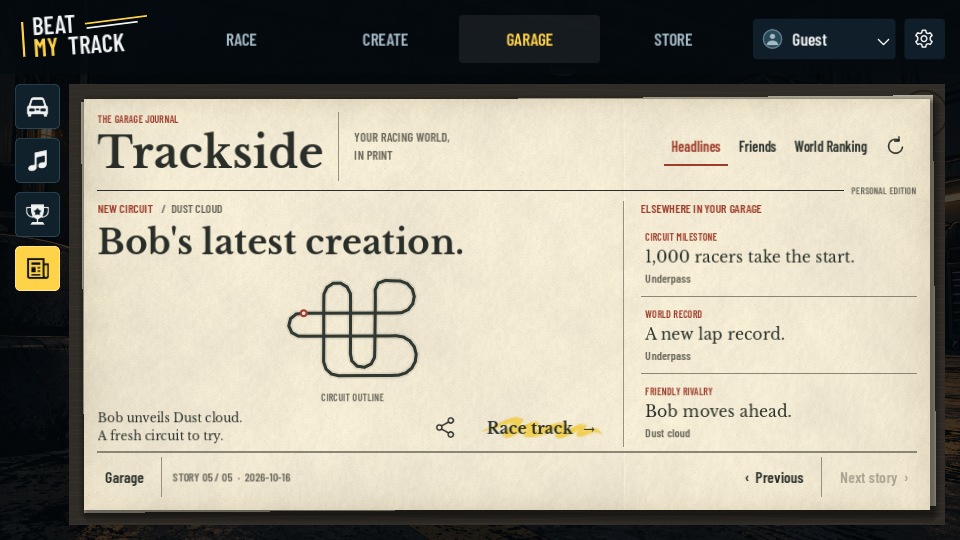 BEAT
MY TRACK
RACE
CREATE
GARAGE
STORE
Guest
THE GARAGE JOURNAL
Trackside
YOUR RACING WORLD,
IN PRINT
Headlines
Friends
World Ranking
PERSONAL EDITION
NEW CIRCUIT / DUST CLOUD
Bob's latest creation.
CIRCUIT OUTLINE
Bob unveils Dust cloud.
A fresh circuit to try.
Race track →
ELSEWHERE IN YOUR GARAGE
CIRCUIT MILESTONE
1,000 racers take the start.
Underpass
WORLD RECORD
A new lap record.
Underpass
FRIENDLY RIVALRY
Bob moves ahead.
Dust cloud
Garage
STORY 05 / 05 · 2026-10-16
‹ Previous
Next story ›